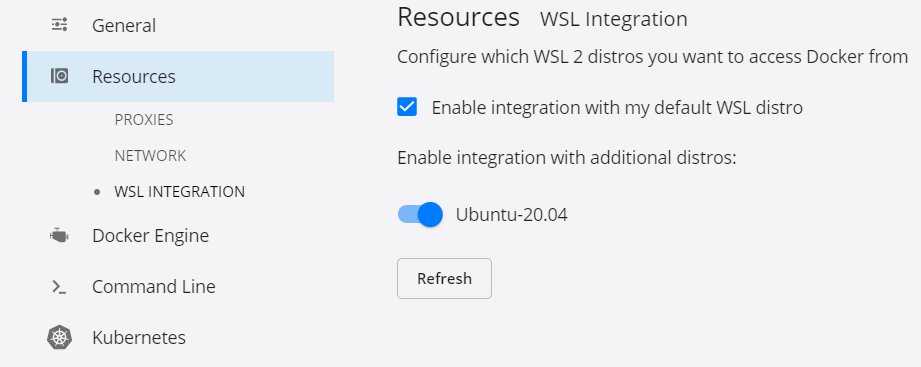 General
Resources
PROXIES
NETWORK
WSL INTEGRATION
Docker Engine
Command Line
Kubernetes
Resources WSL Integration
Configure which WSL 2 distros you want to access Docker from
Enable integration with my default WSL distro
Enable integration with additional distros:
Ubuntu-20.04
Refresh